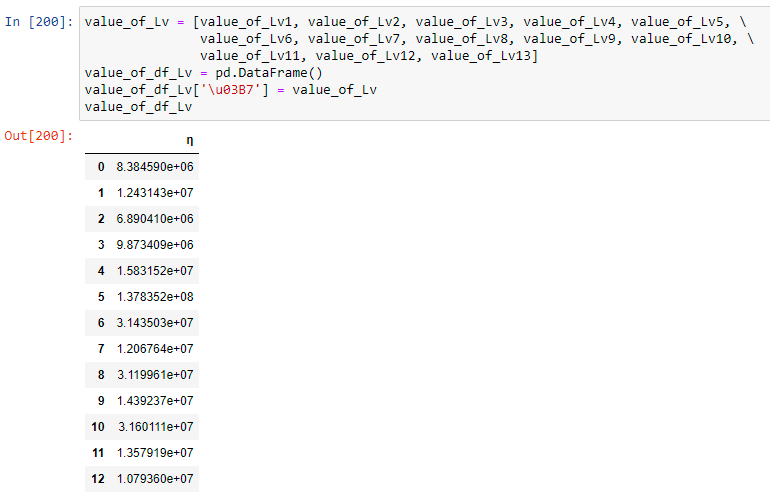 In [200]: value_of_Lv = [value_of_Lv1, value_of_Lv2, value_of_Lv3, value_of_Lv4, value_of_Lv5, \
value_of_Lv6, value_of_Lv7, value_of_Lv8, value_of_Lv9, value_of_Lv10, \
value_of_Lv11, value_of_Lv12, value_of_Lv13]
value_of_df_Lv = pd.DataFrame()
value_of_df_Lv['\u03B7'] = value_of_Lv
value_of_df_Lv
Out[200]:
η
0 8.384590e+06
1 1.243143e+07
2 6.890410e+06
3 9.873409e+06
4 1.583152e+07
5 1.378352e+08
6 3.143503e+07
7 1.206764e+07
8 3.119961e+07
9 1.439237e+07
10 3.160111e+07
11 1.357919e+07
12 1.079360e+07